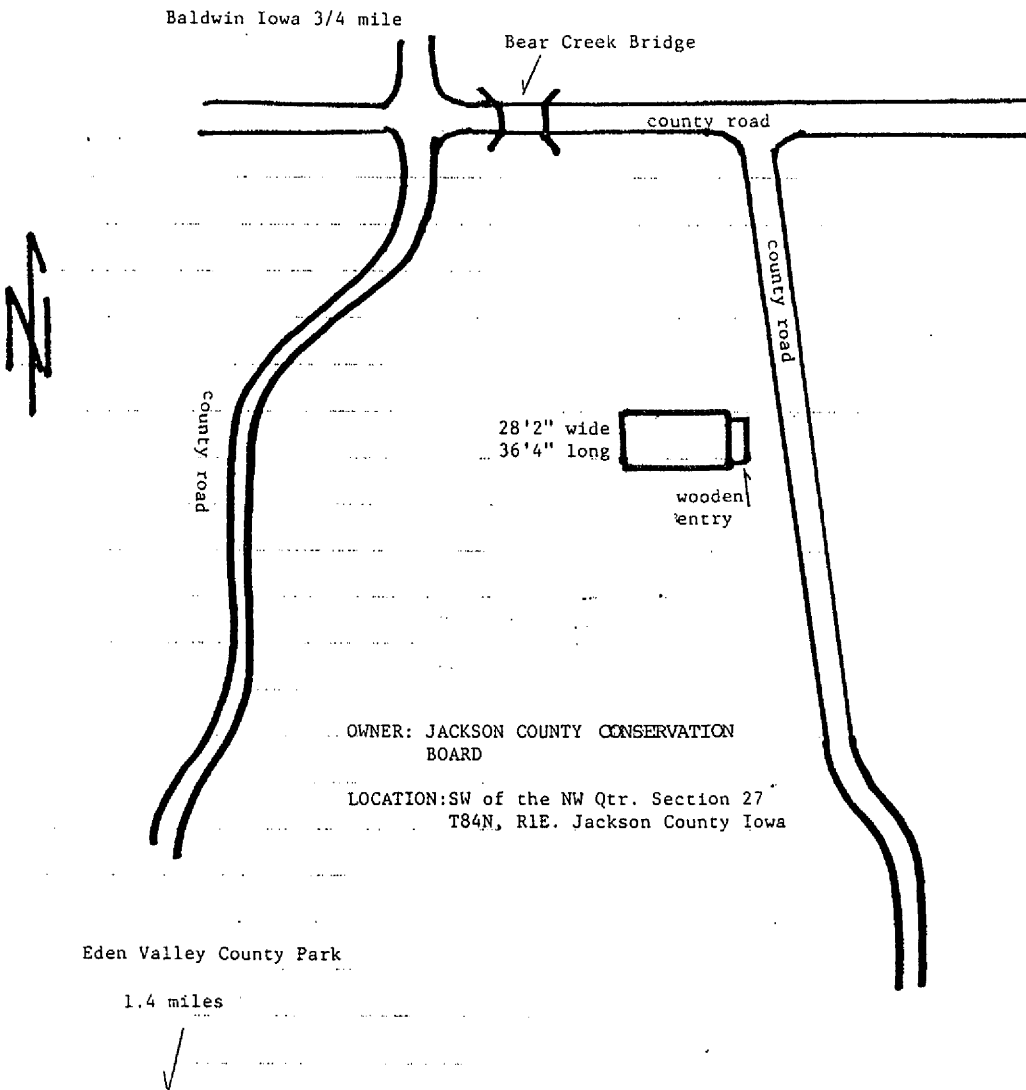 Baldwin Iowa 3/4 mile
Bear Creek Bridge
county road
county road
N
county road
28'2" wide
36'4" long
wooden
entry
OWNER: JACKSON COUNTY CONSERVATION
BOARD
LOCATION:SW of the NW Qtr. Section 27
T84N, R1E. Jackson County Iowa
Eden Valley County Park
1.4 miles